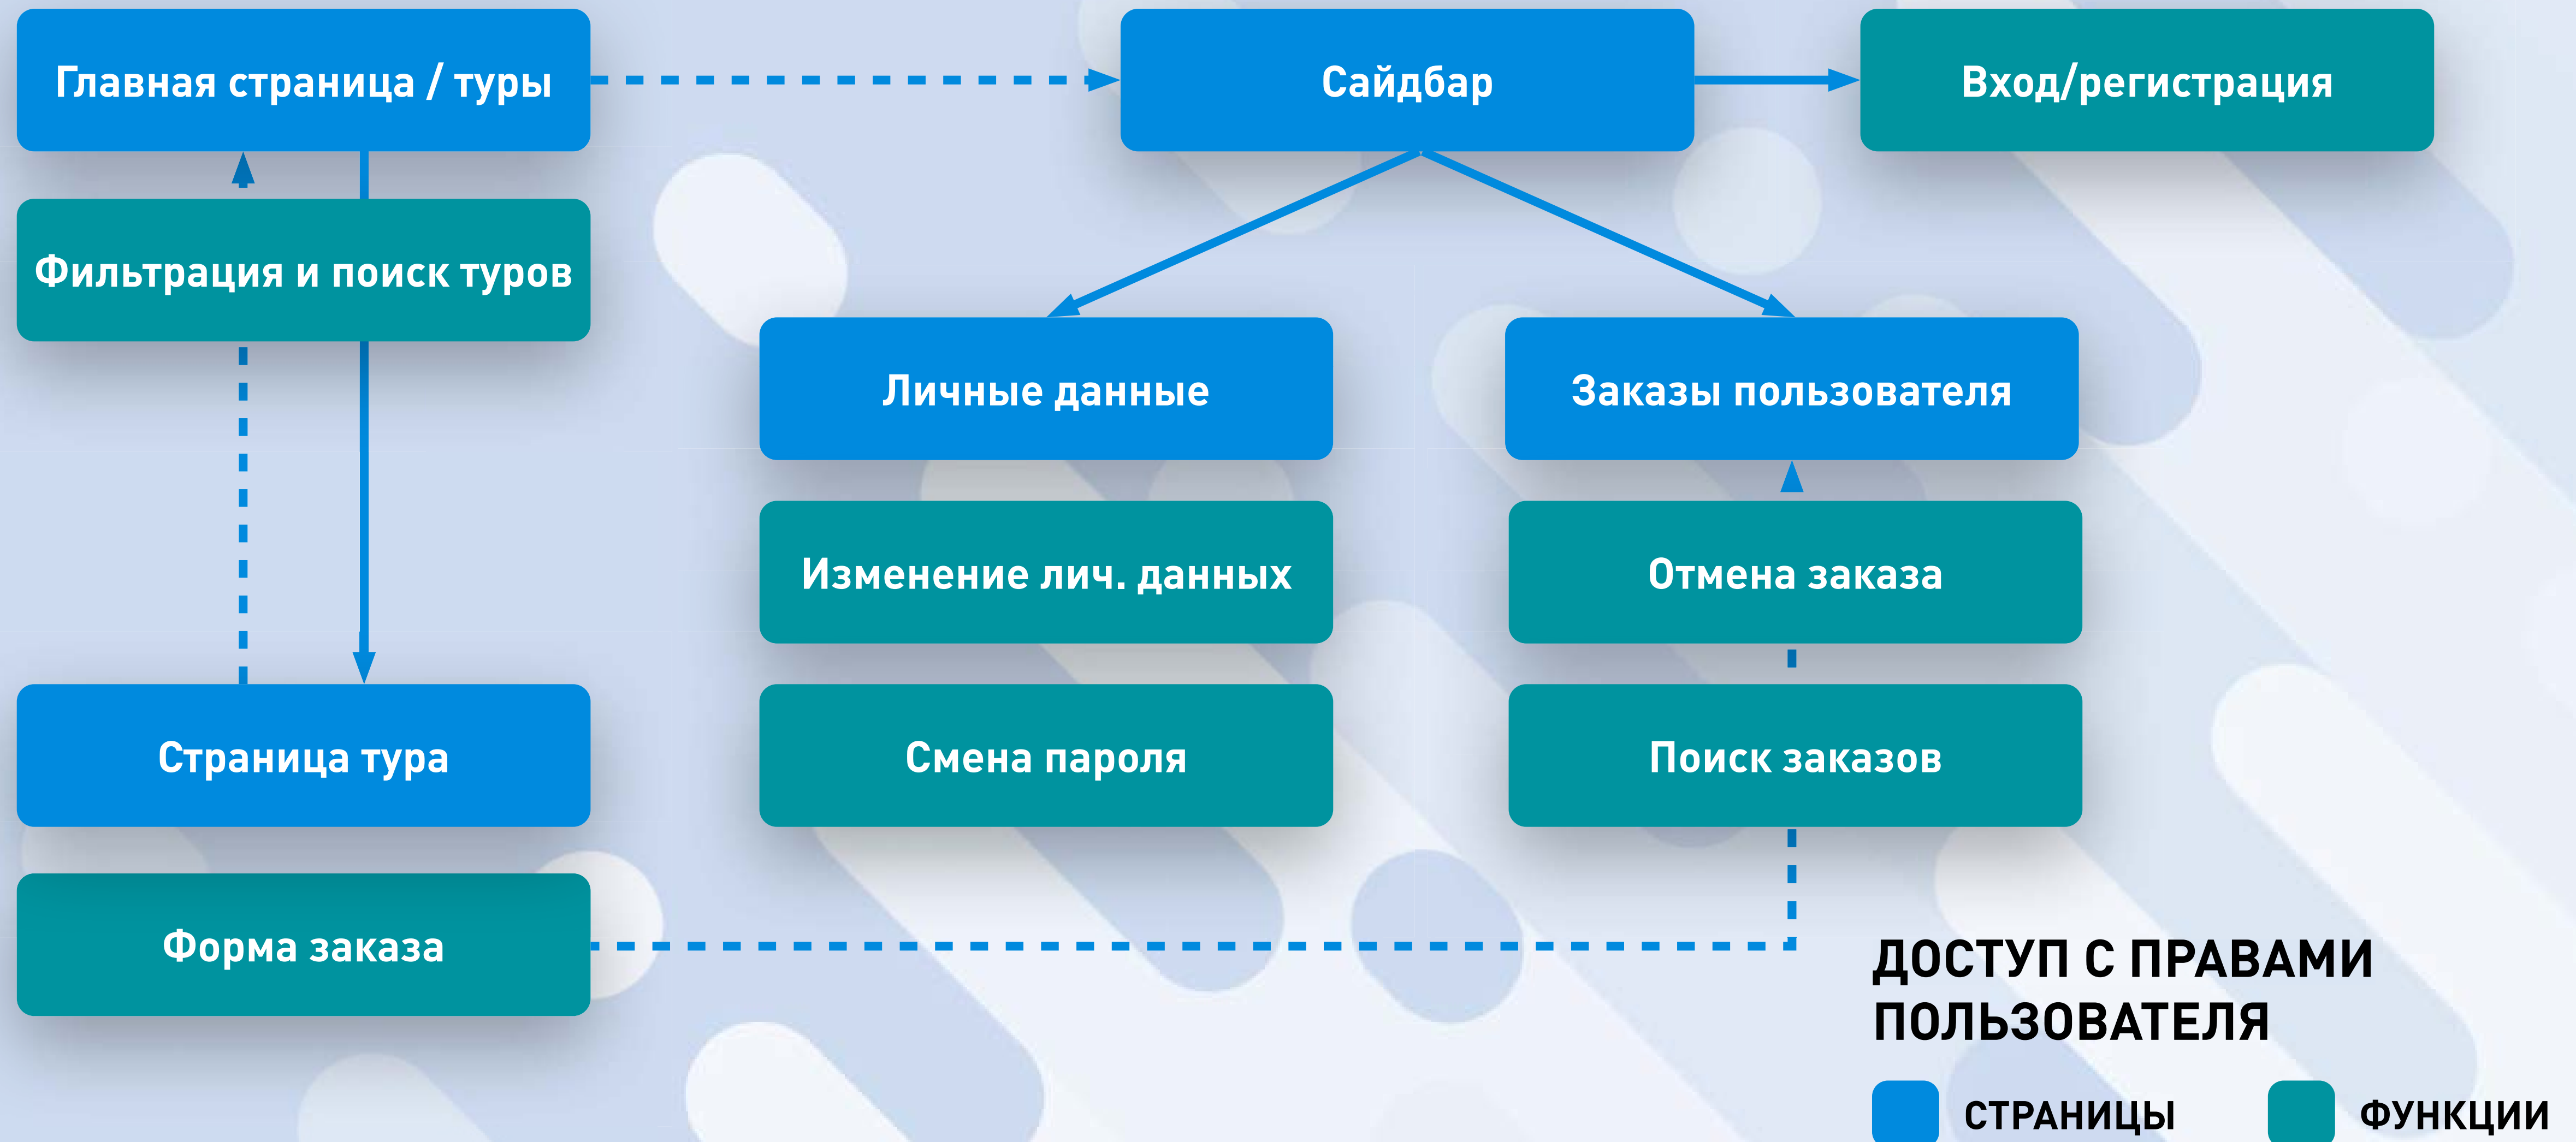 Главная страница / туры
Сайдбар
Вход/регистрация
Фильтрация и поиск туров
Личные данные
Заказы пользователя
Изменение лич. данных
Отмена заказа
Страница тура
Смена пароля
Поиск заказов
Форма заказа
ДОСТУП С ПРАВАМИ
ПОЛЬЗОВАТЕЛЯ
СТРАНИЦЫ
ФУНКЦИИ